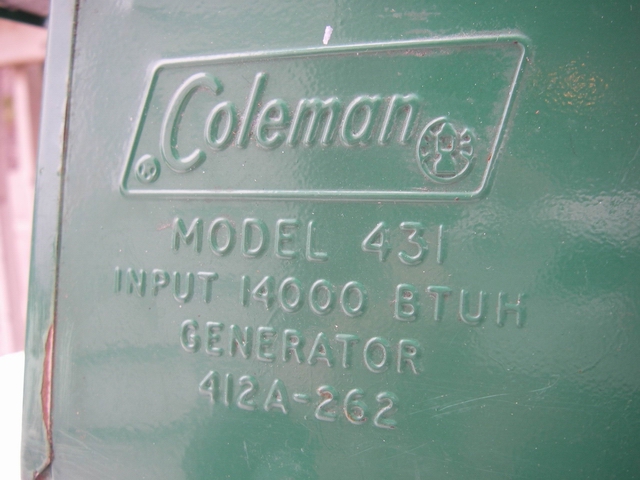 Coleman
®
MODEL 431
INPUT 14000 BTUH
GENERATOR
412A-262